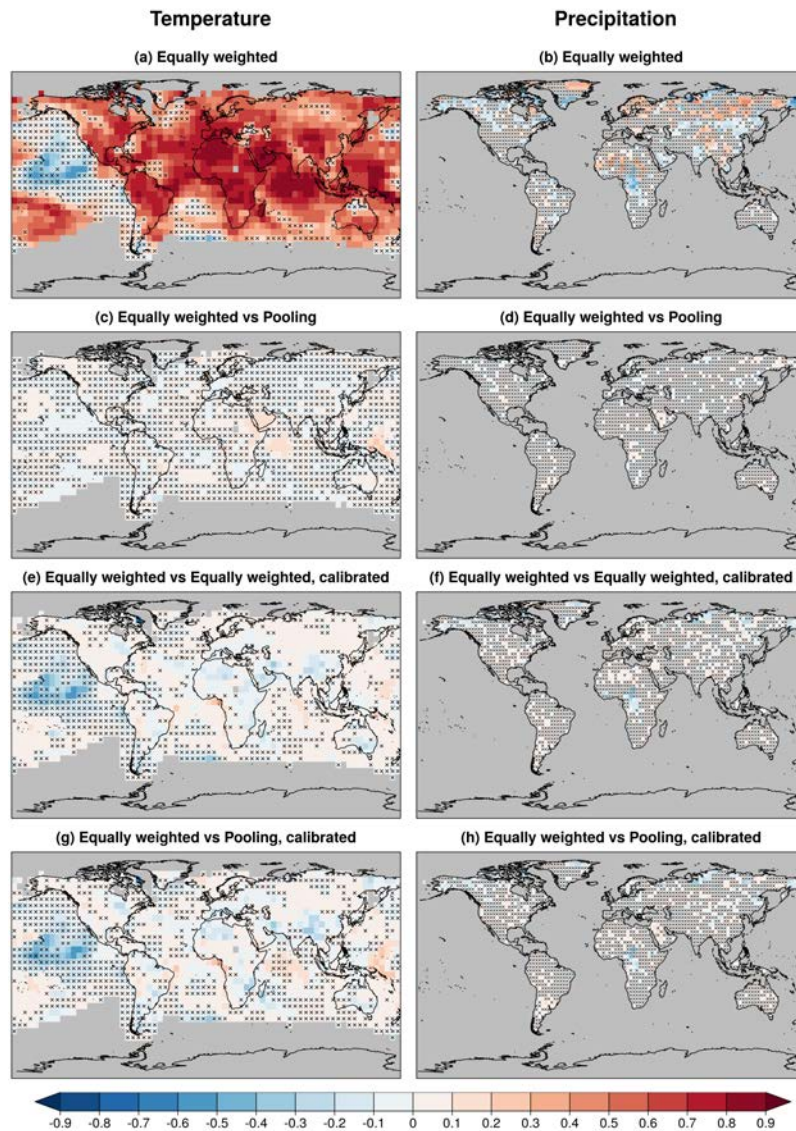 Temperature Precipitation
(a) Equally weighted (b) Equally weighted
(c) Equally weighted vs Pooling (d) Equally weighted vs Pooling
(e) Equally weighted vs Equally weighted, calibrated (f) Equally weighted vs Equally weighted, calibrated
(g) Equally weighted vs Pooling, calibrated (h) Equally weighted vs Pooling, calibrated
-0.9 -0.8 -0.7 -0.6 -0.5 -0.4 -0.3 -0.2 -0.1 0 0.1 0.2 0.3 0.4 0.5 0.6 0.7 0.8 0.9